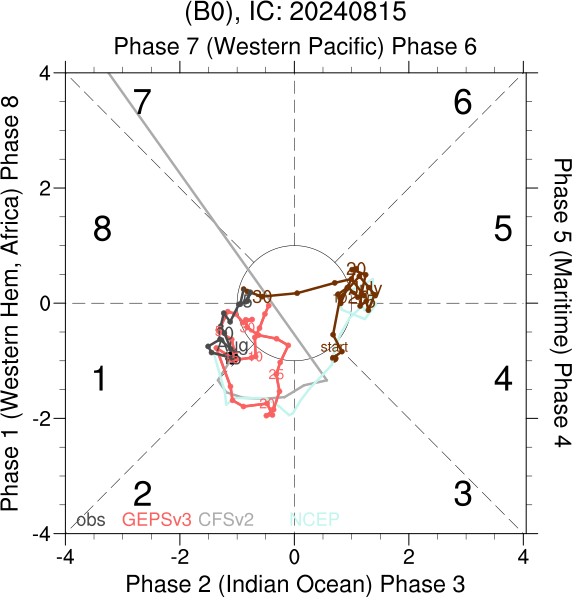 (B0), IC: 20240815
Phase 7 (Western Pacific) Phase 6
Phase 1 (Western Hem, Africa) Phase 8
Phase 5 (Maritime) Phase 4
4
2
0
-2
-4
7
6
8
5
1
4
2
3
30
20
start
Aug
10
25
obs GEPSv3 CFSv2 NCEP
-4 -2 0 2 4
Phase 2 (Indian Ocean) Phase 3